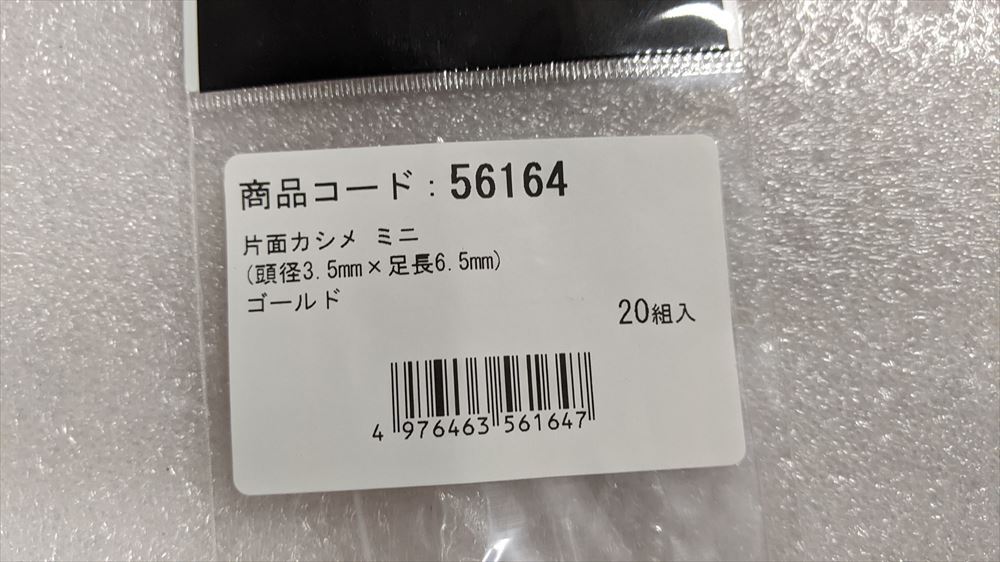 商品コード：56164
片面カシメ ミニ
(頭径3.5㎜×足長6.5㎜)
ゴールド
20組入
4 976463 561647